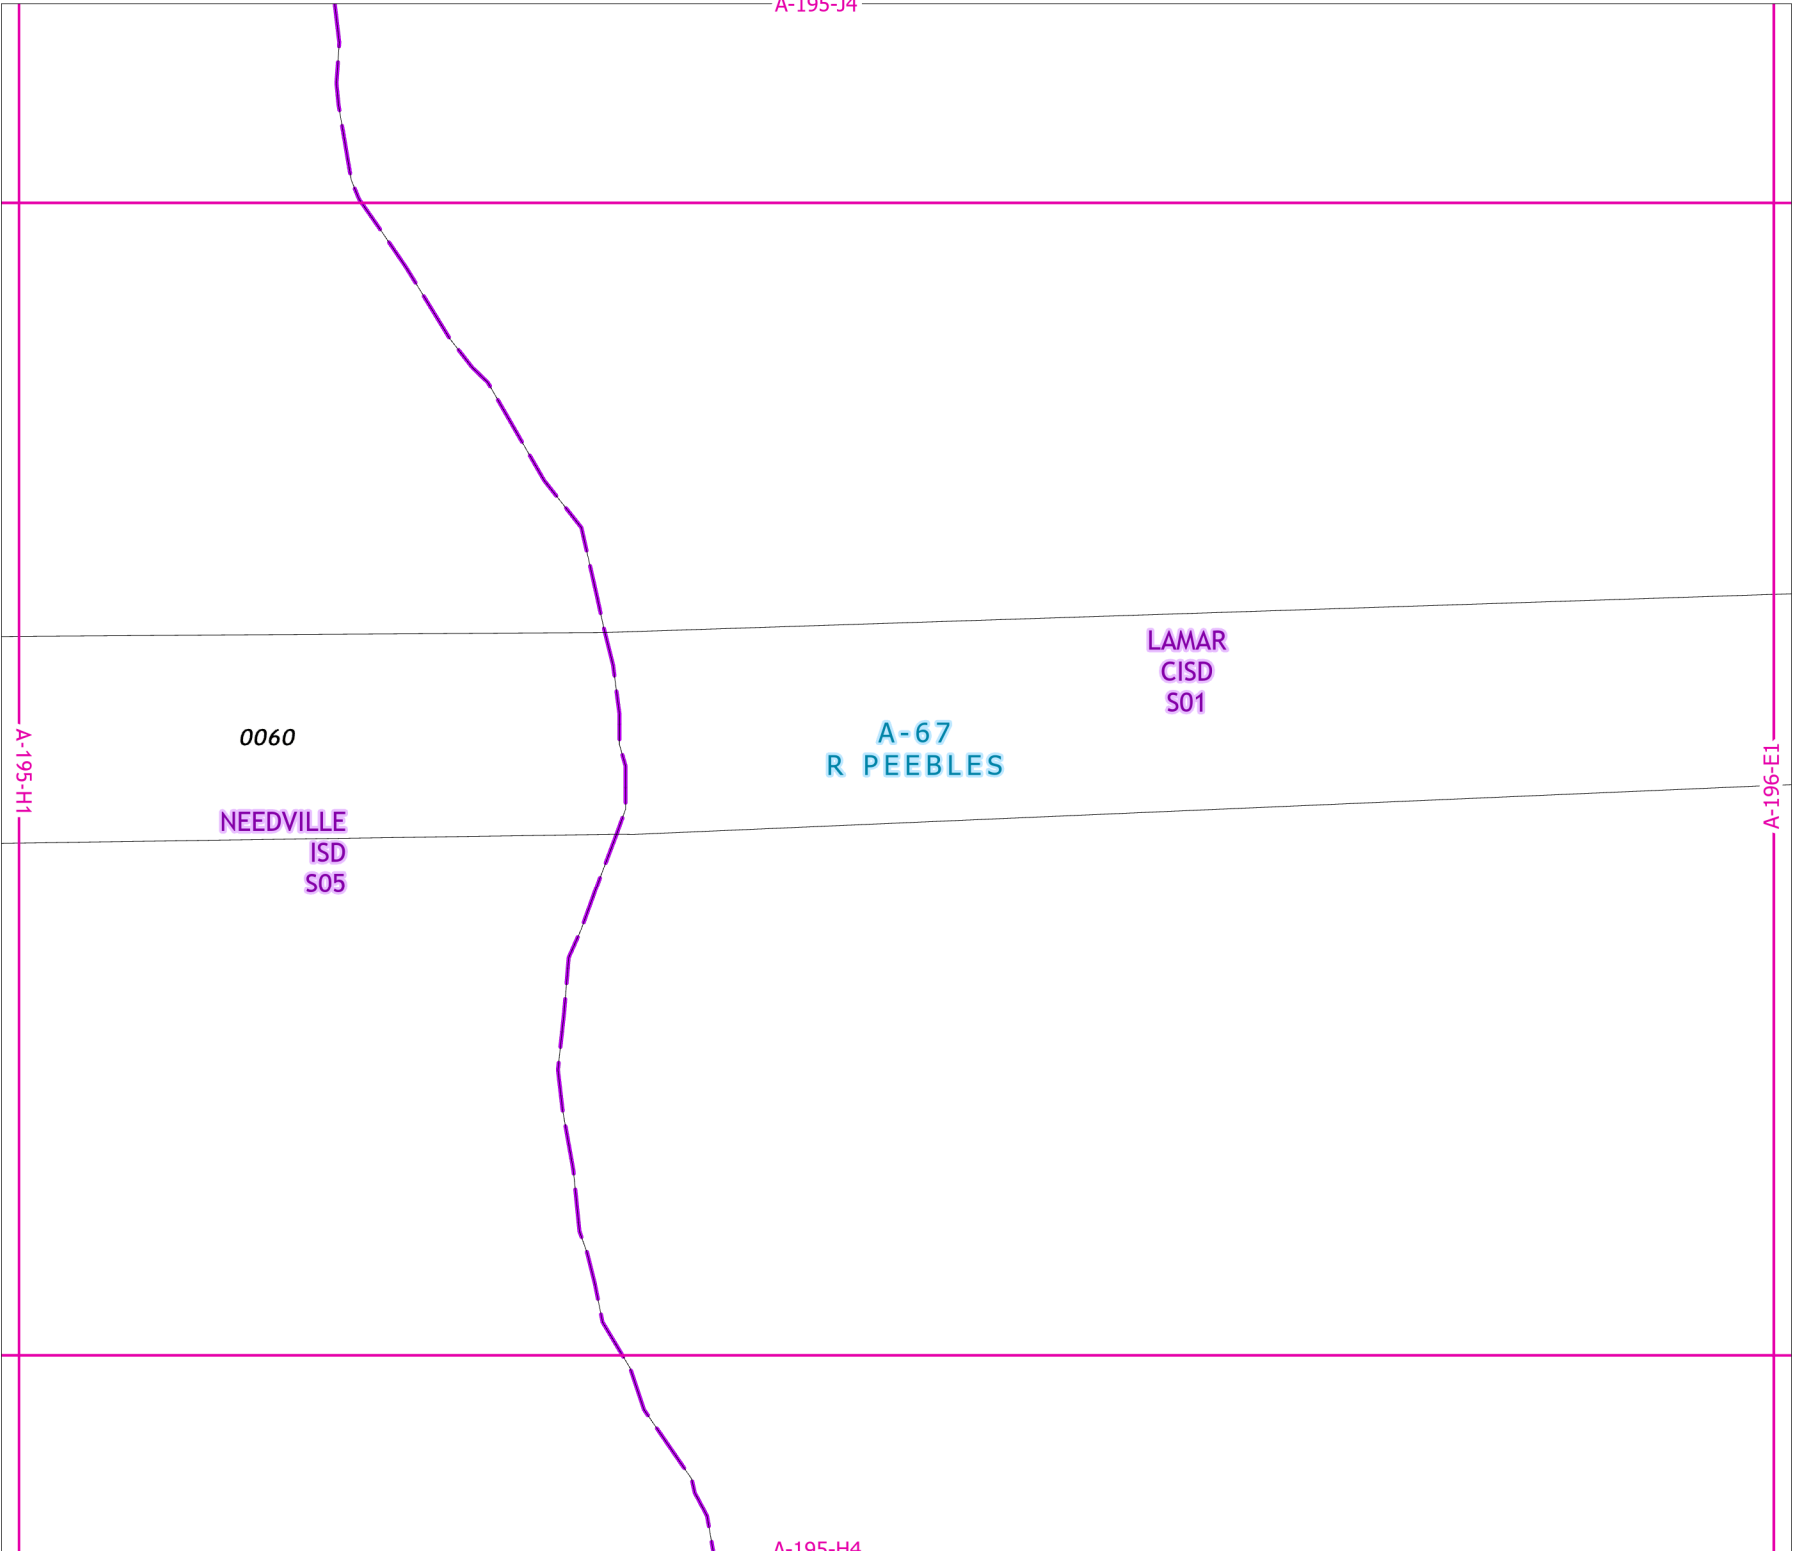 A-195-J4
LAMAR
CISD
S01
A-67
R PEEBLES
0060
A-195-H1
A-196-E1
NEEDVILLE
ISD
S05
A-195-H4